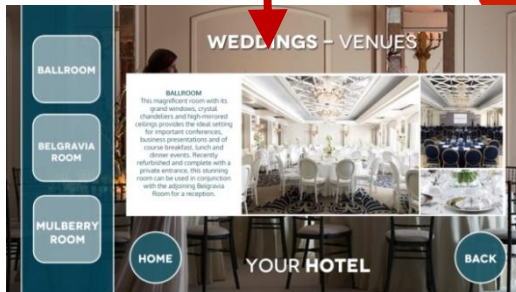 WEDDINGS – VENUES
BALLROOM
BELGRAVIA
ROOM
MULBERRY
ROOM
BALLROOM
This magnificent room with its
grand windows, crystal
chandeliers and high-mirrored
ceilings provides the ideal setting
for important conferences,
business presentations and of
course breakfast, lunch and
dinner events. Recently
refurbished and complete with a
private entrance, this stunning
room can be used in conjunction
with the adjoining Belgravia
Room for a reception.
HOME
YOUR HOTEL
BACK